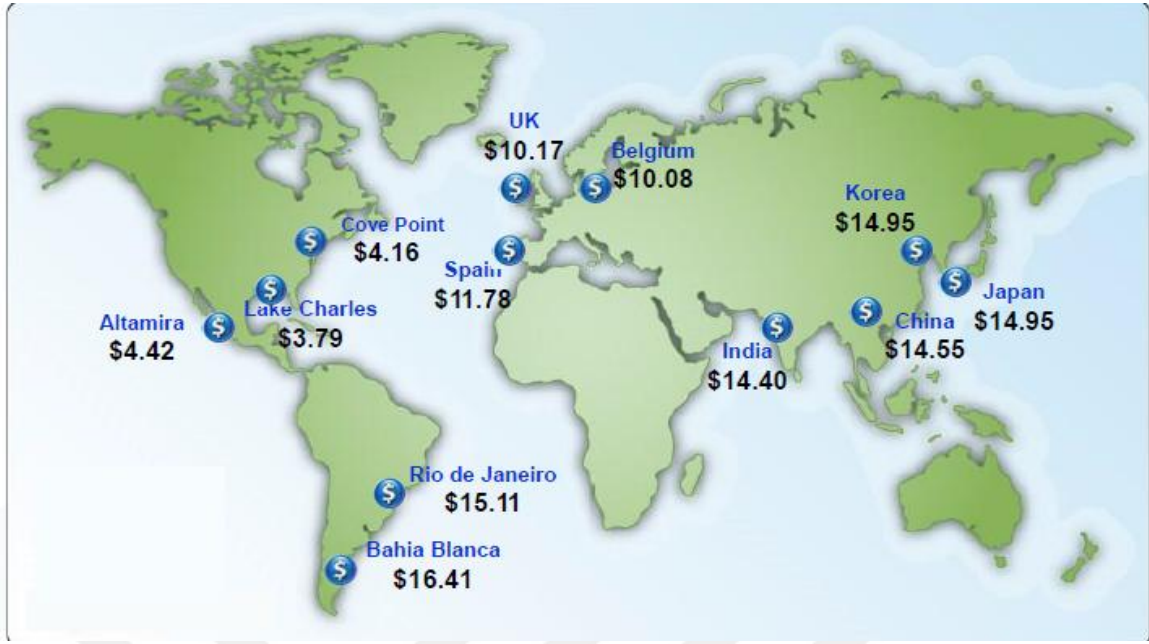 UK
$10.17
Belgium
$10.08
Korea
$14.95
Cove Point
$4.16
Spain
$11.78
Japan
$14.95
Altamira
$4.42
Lake Charles
$3.79
China
$14.55
India
$14.40
Rio de Janeiro
$15.11
Bahia Blanca
$16.41